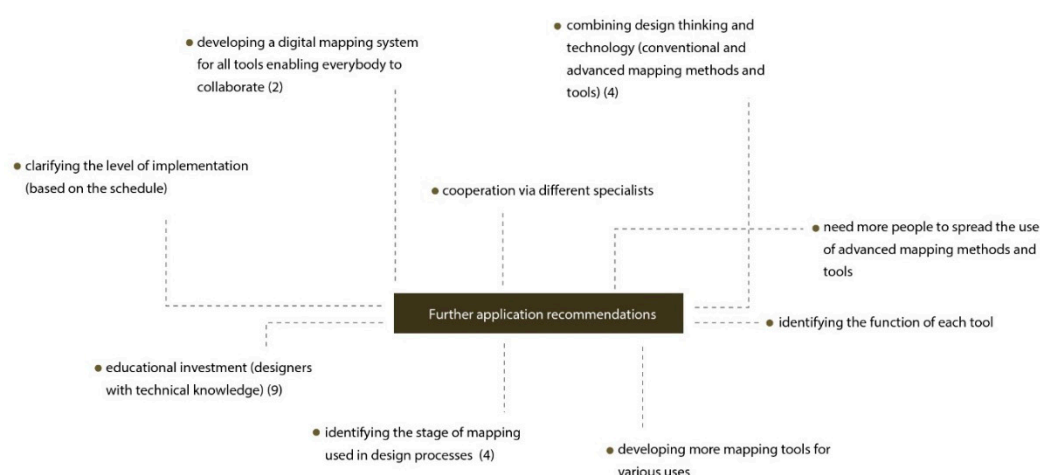 combining design thinking and
technology (conventional and
advanced mapping methods and
tools) (4)
developing a digital mapping system
for all tools enabling everybody to
collaborate (2)
clarifying the level of implementation
(based on the schedule)
cooperation via different specialists
need more people to spread the use
of advanced mapping methods and
tools
Further application recommendations
identifying the function of each tool
educational investment (designers
with technical knowledge) (9)
identifying the stage of mapping
used in design processes (4)
developing more mapping tools for
various uses